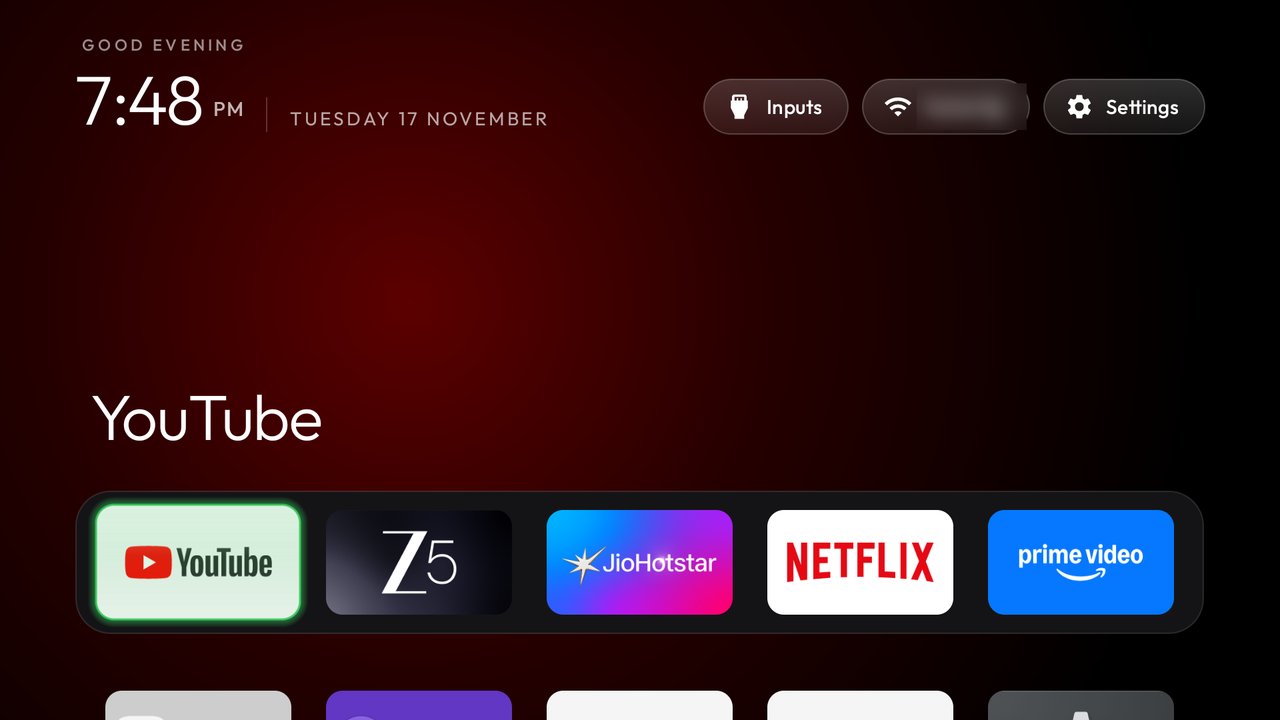 GOOD EVENING
7:48 PM
TUESDAY 17 NOVEMBER
Inputs
Settings
YouTube
YouTube
Z5
JioHotstar
NETFLIX
prime video